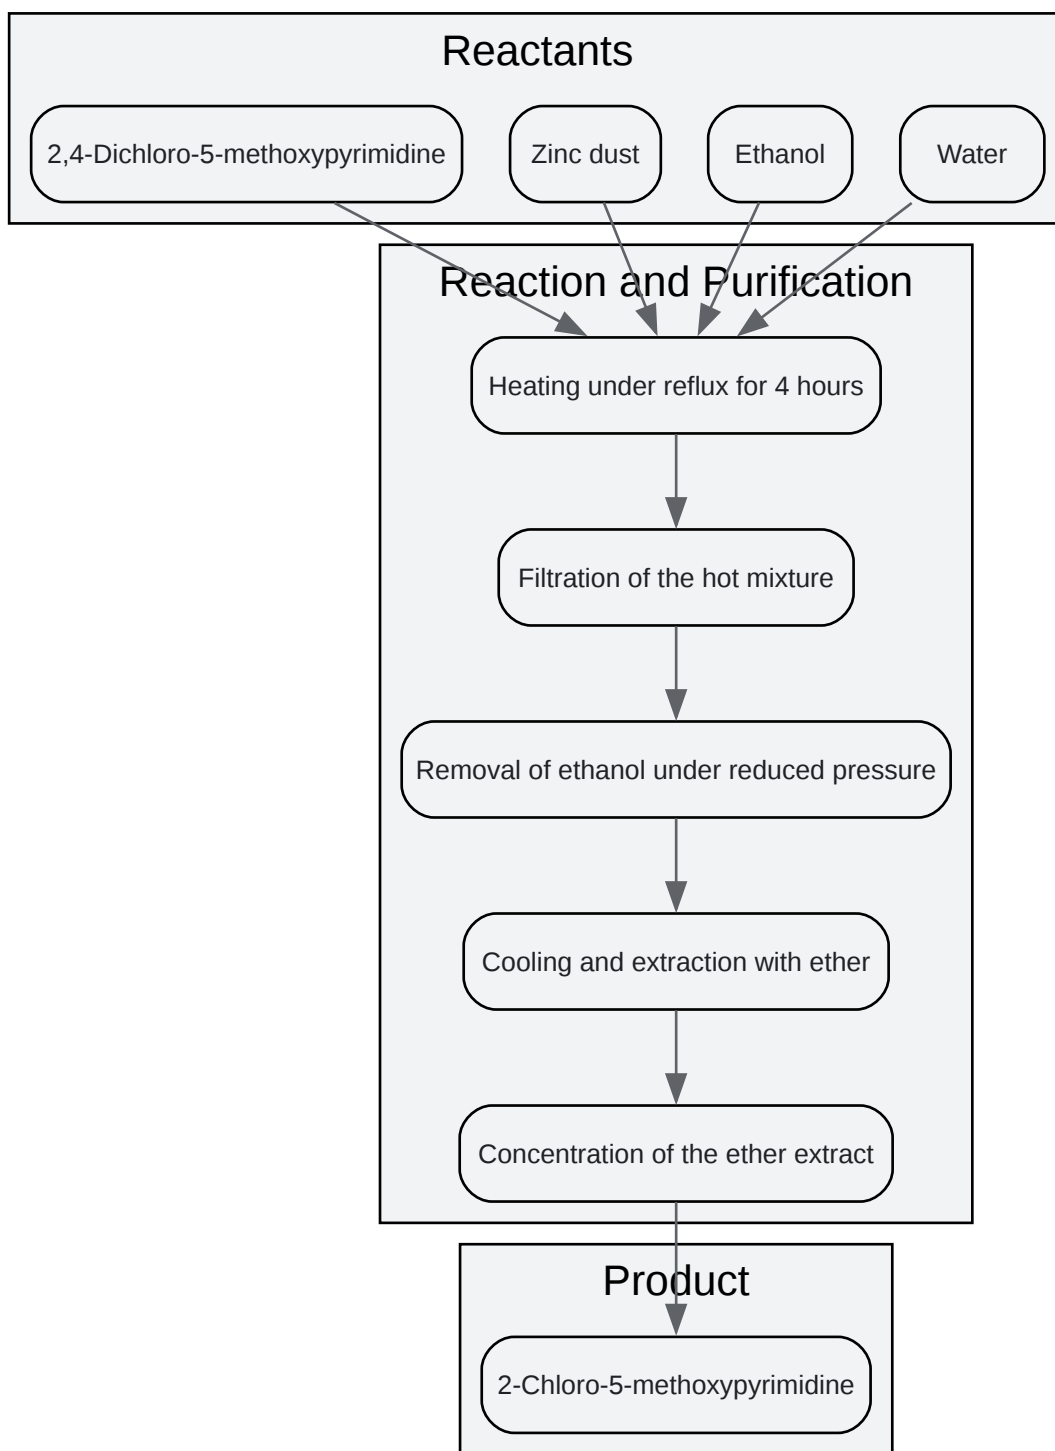 Reactants
2,4-Dichloro-5-methoxypyrimidine
Zinc dust
Ethanol
Water
Reaction and Purification
Heating under reflux for 4 hours
Filtration of the hot mixture
Removal of ethanol under reduced pressure
Cooling and extraction with ether
Concentration of the ether extract
Product
2-Chloro-5-methoxypyrimidine